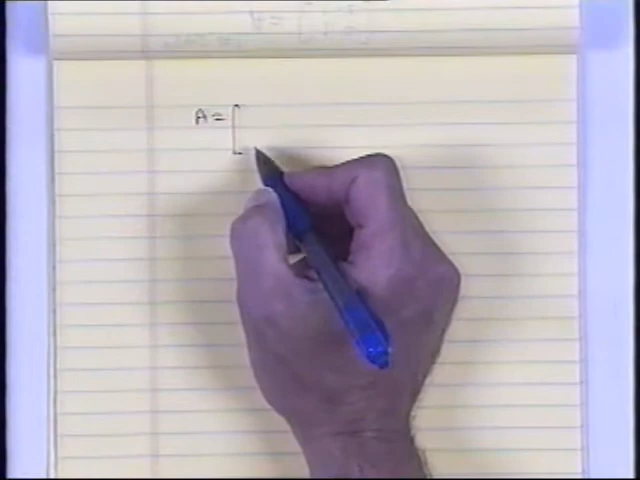 A = [